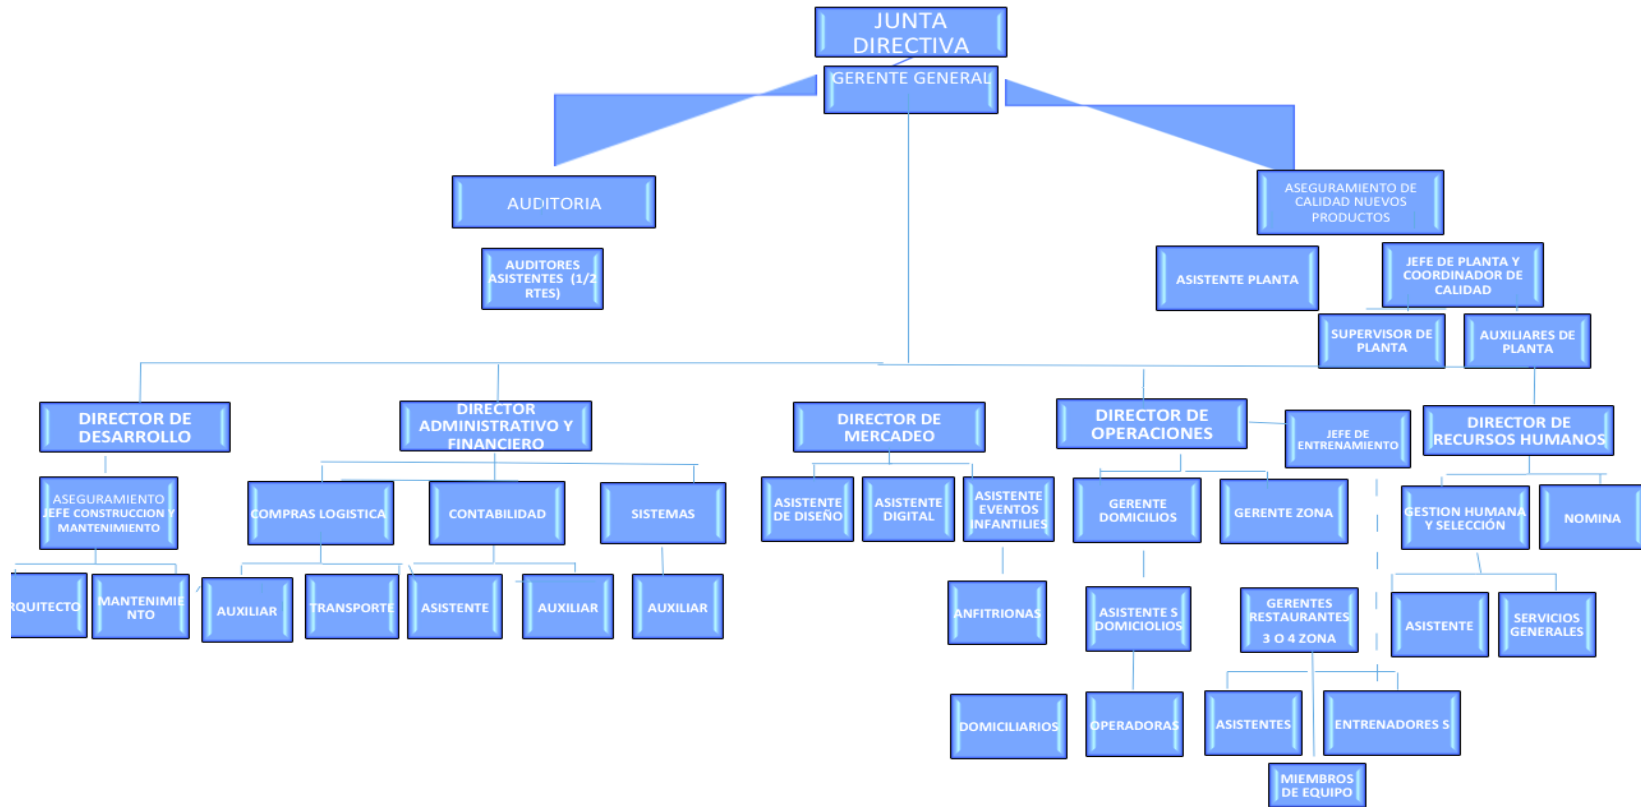 JUNTA
DIRECTIVA
GERENTE GENERAL
AUDITORIA
ASEGURAMIENTO DE
CALIDAD NUEVOS
PRODUCTOS
AUDITORES
ASISTENTES (1/2
RTES)
ASISTENTE PLANTA
JEFE DE PLANTA Y
COORDINADOR DE
CALIDAD
SUPERVISOR DE
PLANTA
AUXILIARES DE
PLANTA
DIRECTOR DE
DESARROLLO
DIRECTOR
ADMINISTRATIVO Y
FINANCIERO
DIRECTOR DE
MERCADEO
DIRECTOR DE
OPERACIONES
JEFE DE
ENTRENAMIENTO
DIRECTOR DE
RECURSOS HUMANOS
ASEGURAMIENTO
JEFE CONSTRUCCION Y
MANTENIMIENTO
COMPRAS LOGISTICA
CONTABILIDAD
SISTEMAS
ASISTENTE
DE DISEÑO
ASISTENTE
DIGITAL
ASISTENTE
EVENTOS
INFANTILIES
GERENTE
DOMICILIOS
GERENTE ZONA
GESTION HUMANA
Y SELECCIÓN
NOMINA
RQUITECTO
MANTENIMIE
NTO
AUXILIAR
TRANSPORTE
ASISTENTE
AUXILIAR
AUXILIAR
ANFITRIONAS
ASISTENTE S
DOMICIOLIOS
GERENTES
RESTAURANTES
3 O 4 ZONA
ASISTENTE
SERVICIOS
GENERALES
DOMICILIARIOS
OPERADORAS
ASISTENTES
ENTRENADORES S
MIEMBROS
DE EQUIPO